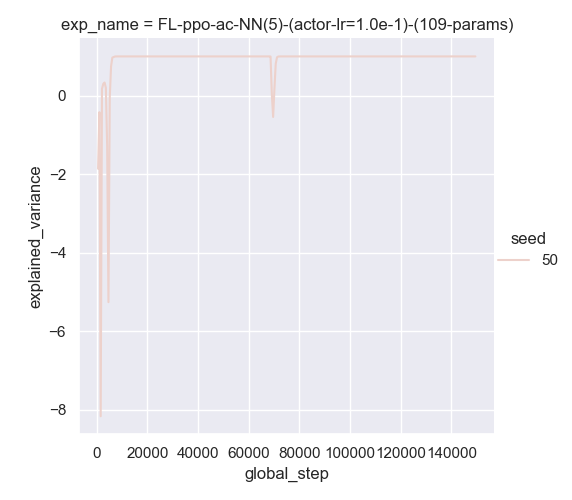 exp_name = FL-ppo-ac-NN(5)-(actor-lr=1.0e-1)-(109-params)
0
−2
−4
−6
−8
explained_variance
0 20000 40000 60000 80000 100000 120000 140000
global_step
seed
50